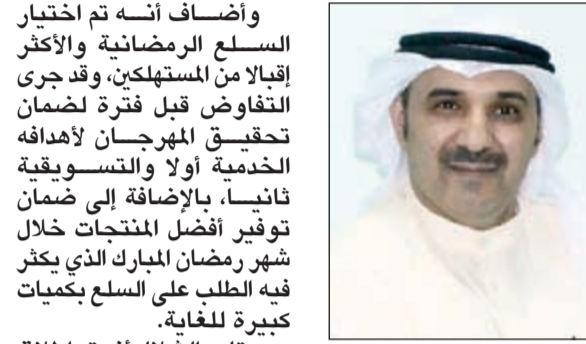 وأضاف أنه تم اختيار
السلع الرمضانية والأكثر
إقبالا من المستهلكين، وقد جرى
التفاوض قبل فترة لضمان
تحقيق المهرجان لأهدافه
الخدمية أولا والتسويقية
ثانيا، بالإضافة إلى ضمان
توفير أفضل المنتجات خلال
شهر رمضان المبارك الذي يكثر
فيه الطلب على السلع بكميات
كبيرة للغاية.